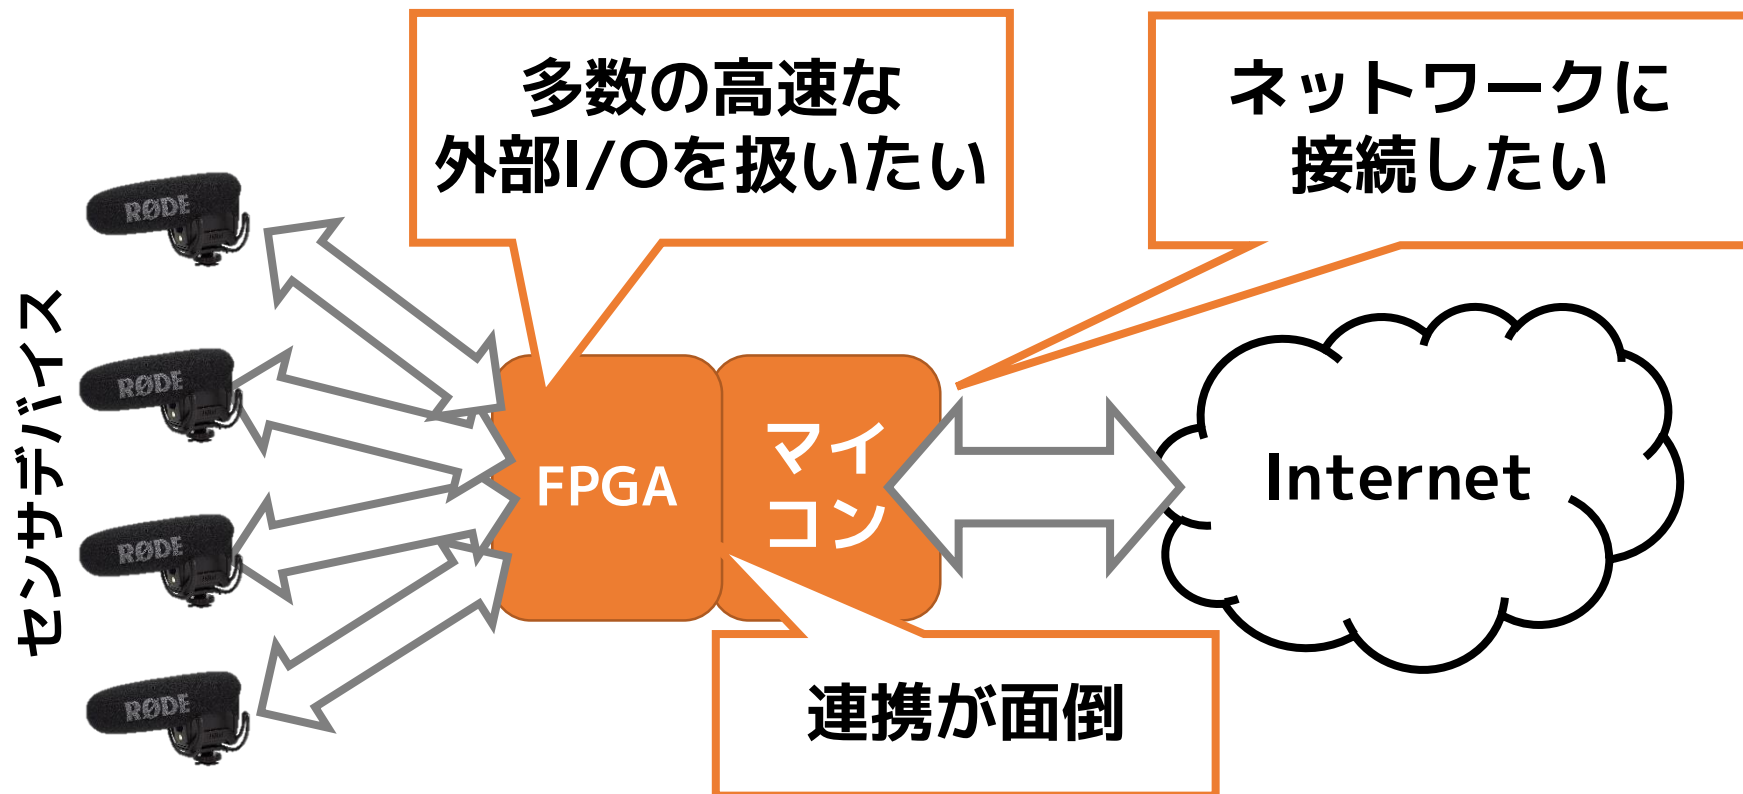 多数の高速な
外部I/Oを扱いたい
ネットワークに
接続したい
センサデバイス
RØDE
RØDE
RØDE
RØDE
FPGA
マイ
コン
Internet
連携が面倒